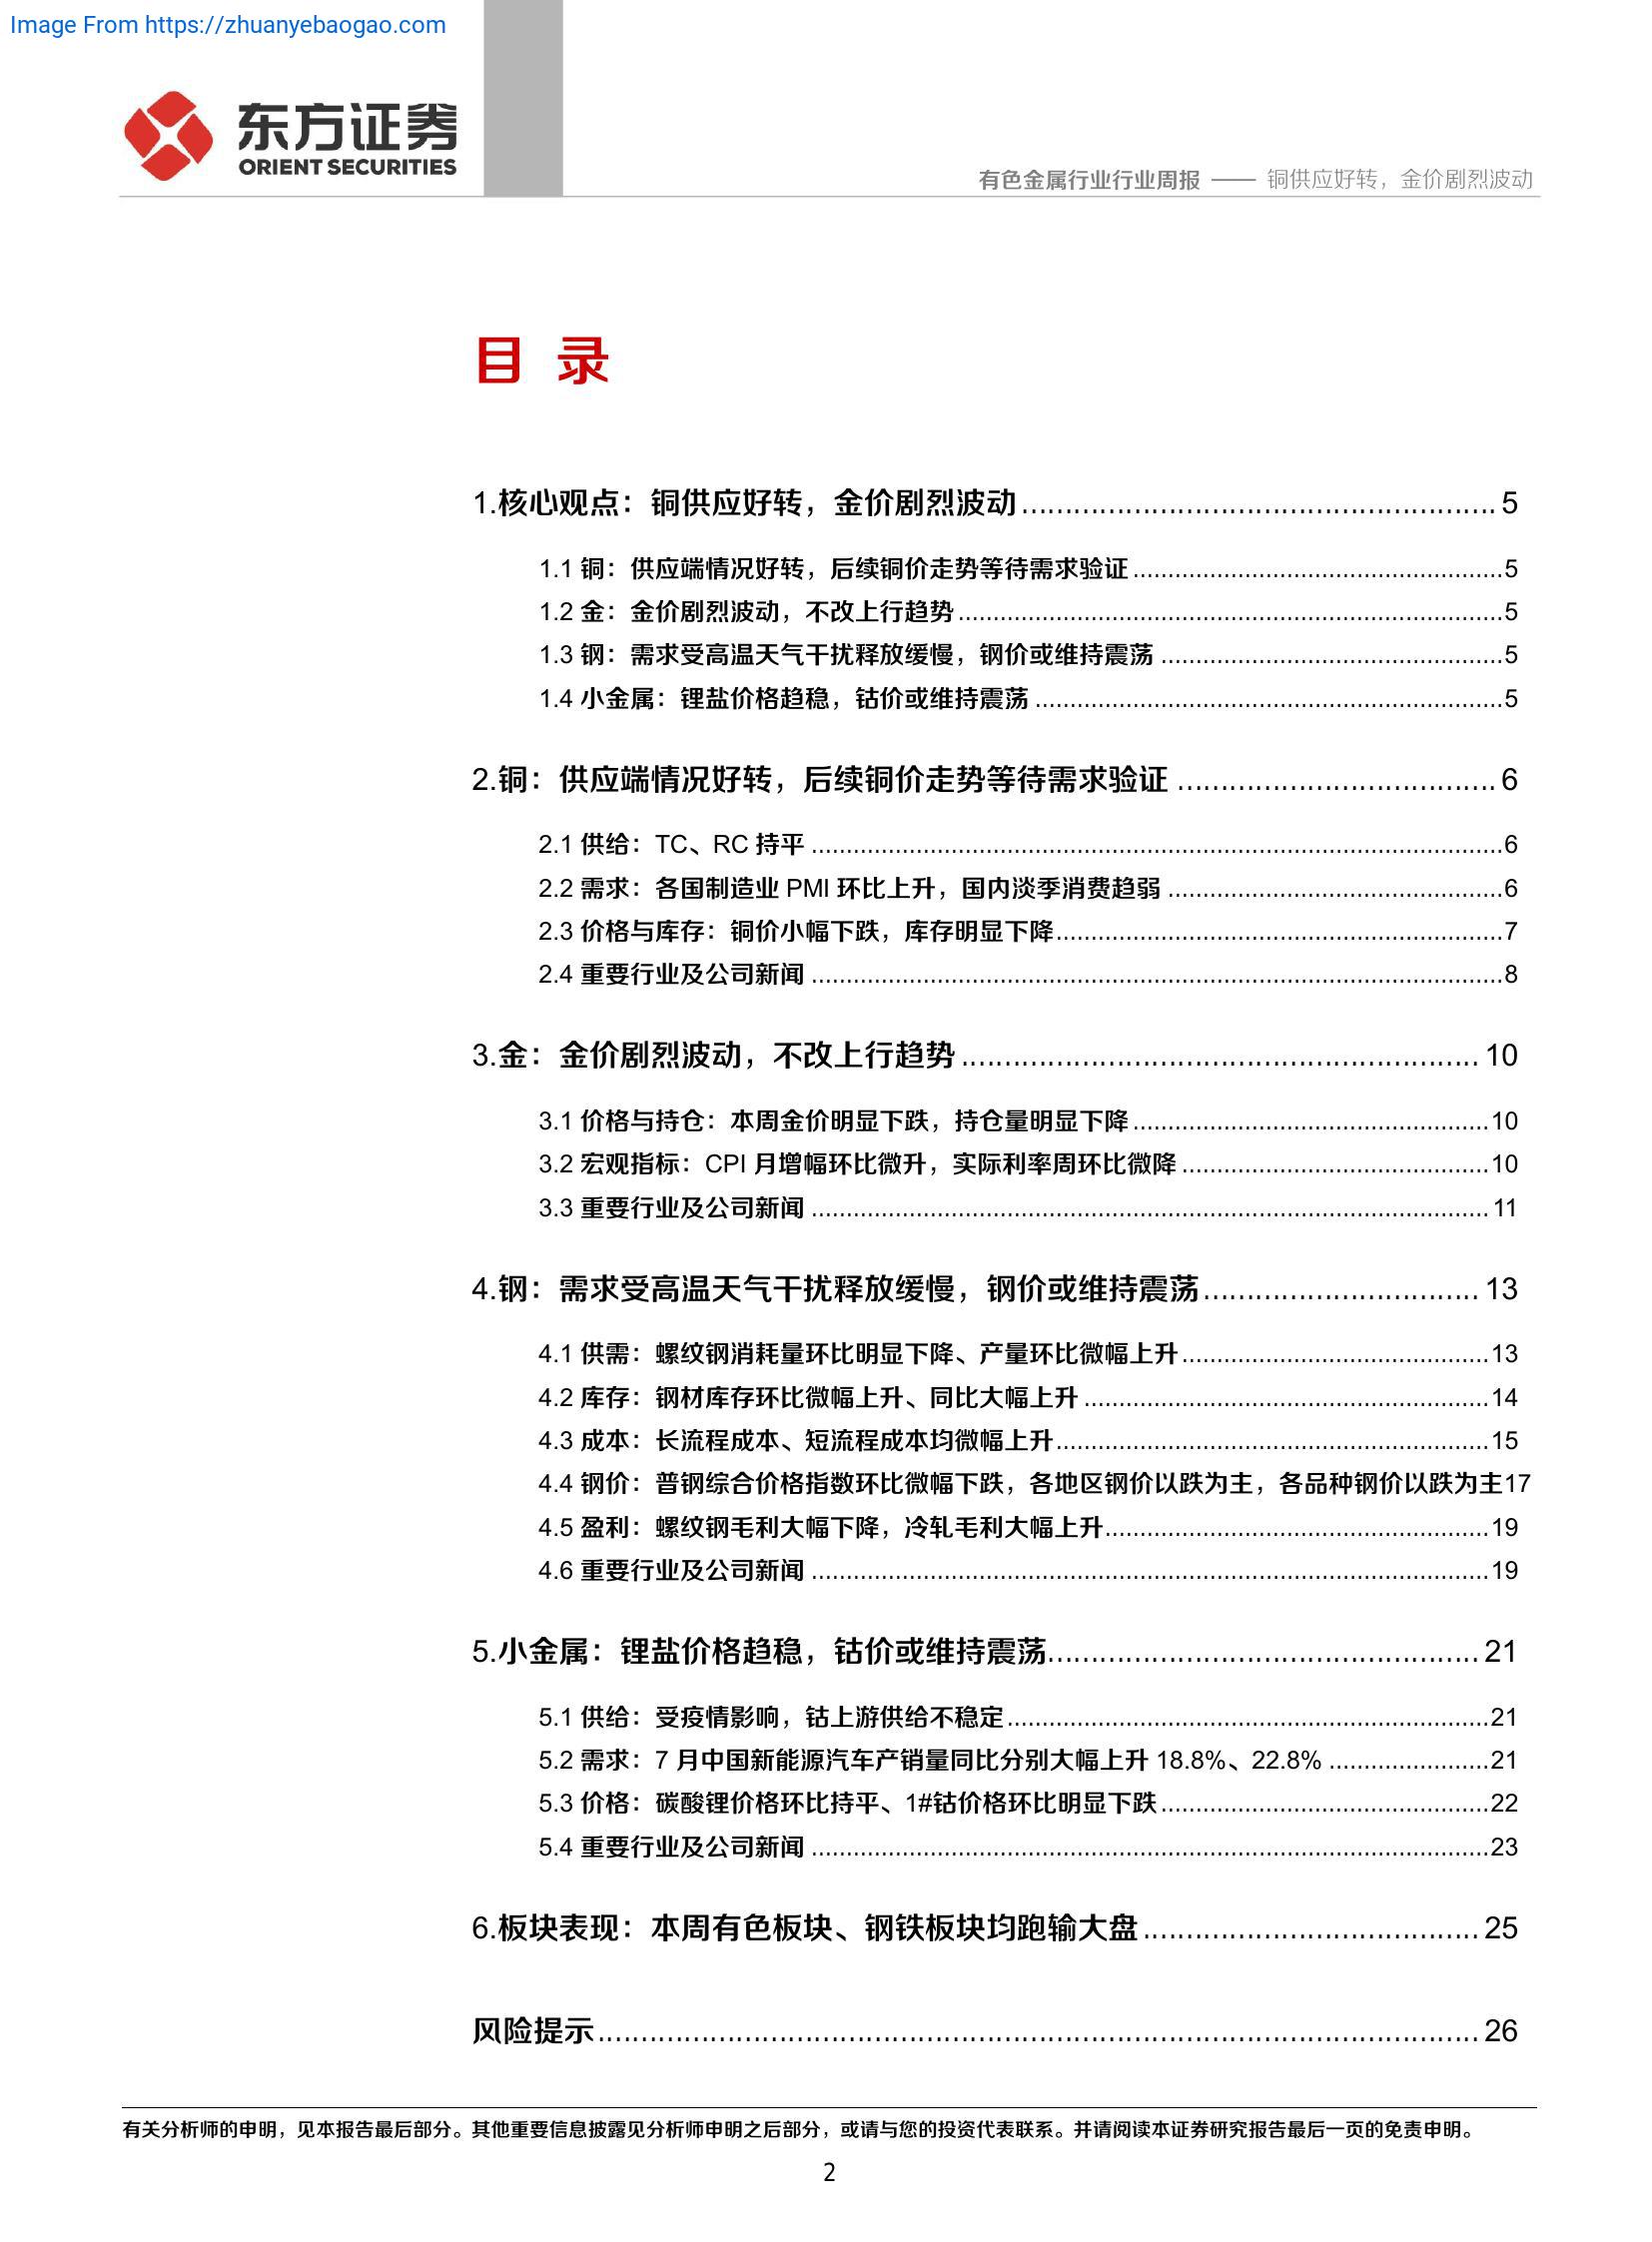 Image From https://zhuanyebaogao.com
东方证券
ORIENT SECURITIES
有色金属行业行业周报 —— 铜供应好转，金价剧烈波动
目 录
1.核心观点：铜供应好转，金价剧烈波动 ........ 5
1.1 铜：供应端情况好转，后续铜价走势等待需求验证 ........ 5
1.2 金：金价剧烈波动，不改上行趋势 ........ 5
1.3 钢：需求受高温天气干扰释放缓慢，钢价或维持震荡 ........ 5
1.4 小金属：锂盐价格趋稳，钴价或维持震荡 ........ 5
2.铜：供应端情况好转，后续铜价走势等待需求验证 ........ 6
2.1 供给：TC、RC 持平 ........ 6
2.2 需求：各国制造业 PMI 环比上升，国内淡季消费趋弱 ........ 6
2.3 价格与库存：铜价小幅下跌，库存明显下降 ........ 7
2.4 重要行业及公司新闻 ........ 8
3.金：金价剧烈波动，不改上行趋势 ........ 10
3.1 价格与持仓：本周金价明显下跌，持仓量明显下降 ........ 10
3.2 宏观指标：CPI 月增幅环比微升，实际利率周环比微降 ........ 10
3.3 重要行业及公司新闻 ........ 11
4.钢：需求受高温天气干扰释放缓慢，钢价或维持震荡 ........ 13
4.1 供需：螺纹钢消耗量环比明显下降、产量环比微幅上升 ........ 13
4.2 库存：钢材库存环比微幅上升、同比大幅上升 ........ 14
4.3 成本：长流程成本、短流程成本均微幅上升 ........ 15
4.4 钢价：普钢综合价格指数环比微幅下跌，各地区钢价以跌为主，各品种钢价以跌为主17
4.5 盈利：螺纹钢毛利大幅下降，冷轧毛利大幅上升 ........ 19
4.6 重要行业及公司新闻 ........ 19
5.小金属：锂盐价格趋稳，钴价或维持震荡 ........ 21
5.1 供给：受疫情影响，钴上游供给不稳定 ........ 21
5.2 需求：7 月中国新能源汽车产销量同比分别大幅上升 18.8%、22.8% ........ 21
5.3 价格：碳酸锂价格环比持平、1#钴价格环比明显下跌 ........ 22
5.4 重要行业及公司新闻 ........ 23
6.板块表现：本周有色板块、钢铁板块均跑输大盘 ........ 25
风险提示 ........ 26
有关分析师的申明，见本报告最后部分。其他重要信息披露见分析师申明之后部分，或请与您的投资代表联系。并请阅读本证券研究报告最后一页的免责申明。
2